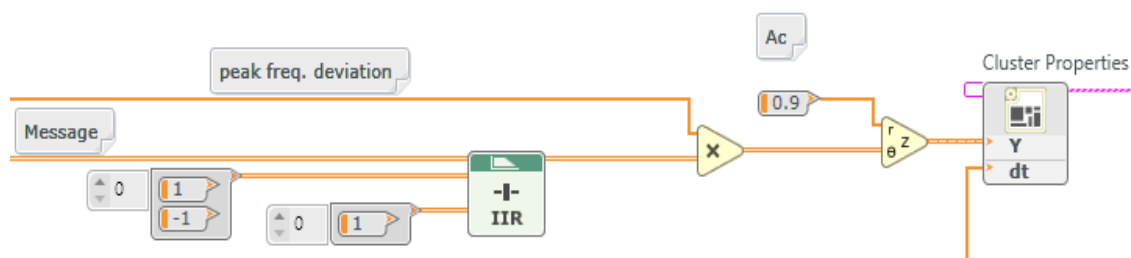 Ac
peak freq. deviation
Cluster Properties
0.9
Message
r
θ z
Y
dt
0
1
-1
0
1
IIR